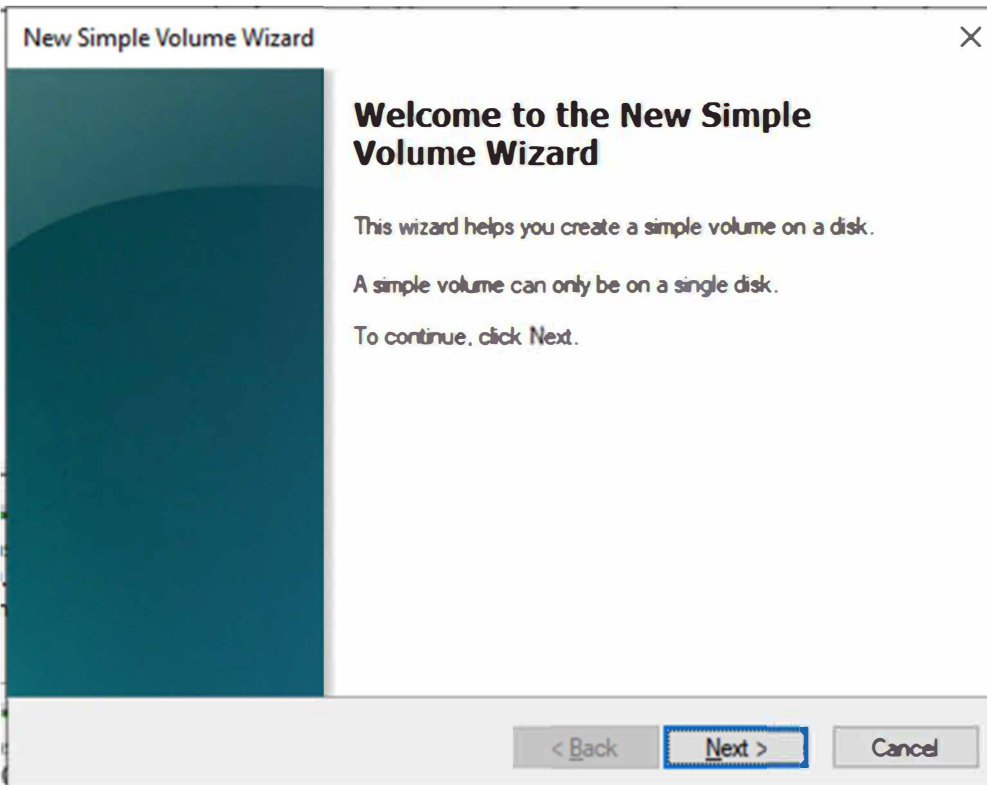 New Simple Volume Wizard
Welcome to the New Simple
Volume Wizard
This wizard helps you create a simple volume on a disk.
A simple volume can only be on a single disk.
To continue, click Next.
< Back
Next >
Cancel